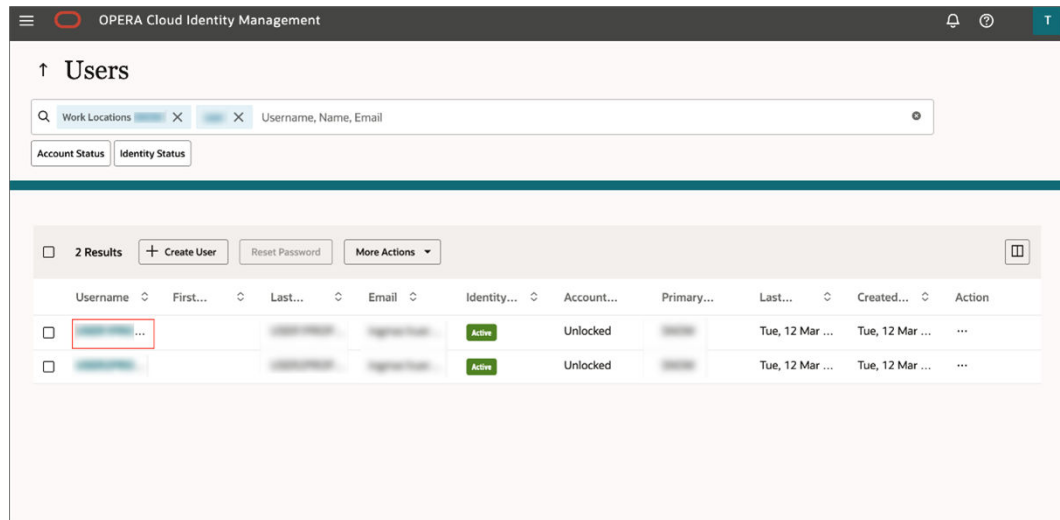 OPERA Cloud Identity Management
T
↑ Users
Work Locations
Username, Name, Email
Account Status Identity Status
2 Results + Create User Reset Password More Actions
Username First... Last... Email Identity... Account... Primary... Last... Created... Action
... Active Unlocked Tue, 12 Mar ... Tue, 12 Mar ... ...
Active Unlocked Tue, 12 Mar ... Tue, 12 Mar ... ...